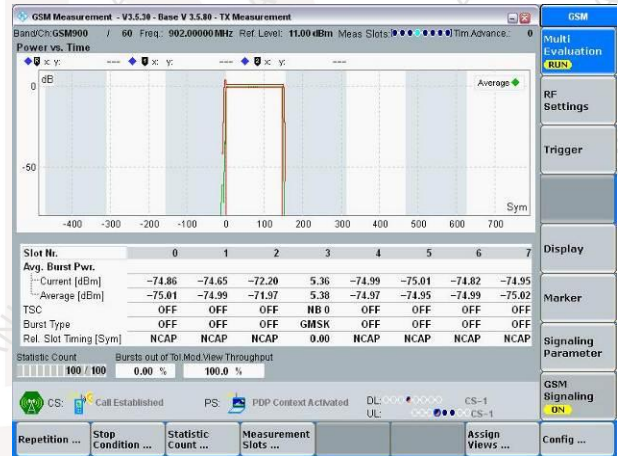 GSM Measurement - V3.5.30 - Base V 3.5.80 - TX Measurement
GSM
Band/Ch:GSM900 / 60 Freq.: 902.00000 MHz Ref. Level: 11.00 dBm Meas Slots: Tim.Advance.: 0
Power vs. Time
x: y: --- x: y: --- x: y: ---
dB
Average
0
-50
Sym
-400 -300 -200 -100 0 100 200 300 400 500 600 700
Slot Nr. 0 1 2 3 4 5 6 7
Avg. Burst Pwr.
Current [dBm] -74.86 -74.65 -72.20 5.36 -74.99 -75.01 -74.82 -74.95
Average [dBm] -75.01 -74.99 -71.97 5.38 -74.97 -74.95 -74.99 -75.02
TSC OFF OFF OFF NB 0 OFF OFF OFF OFF
Burst Type OFF OFF OFF GMSK OFF OFF OFF OFF
Rel. Slot Timing [Sym] NCAP NCAP NCAP 0.00 NCAP NCAP NCAP NCAP
Statistic Count Bursts out of Tol. Mod.View Throughput
100 / 100 0.00 % 100.0 %
CS: Call Established PS: PDP Context Activated DL: CS-1
UL: CS-1
Multi
Evaluation
RUN
RF
Settings
Trigger
Display
Marker
Signaling
Parameter
GSM
Signaling
ON
Repetition ...
Stop
Condition ...
Statistic
Count ...
Measurement
Slots ...
Assign
Views ...
Config ...